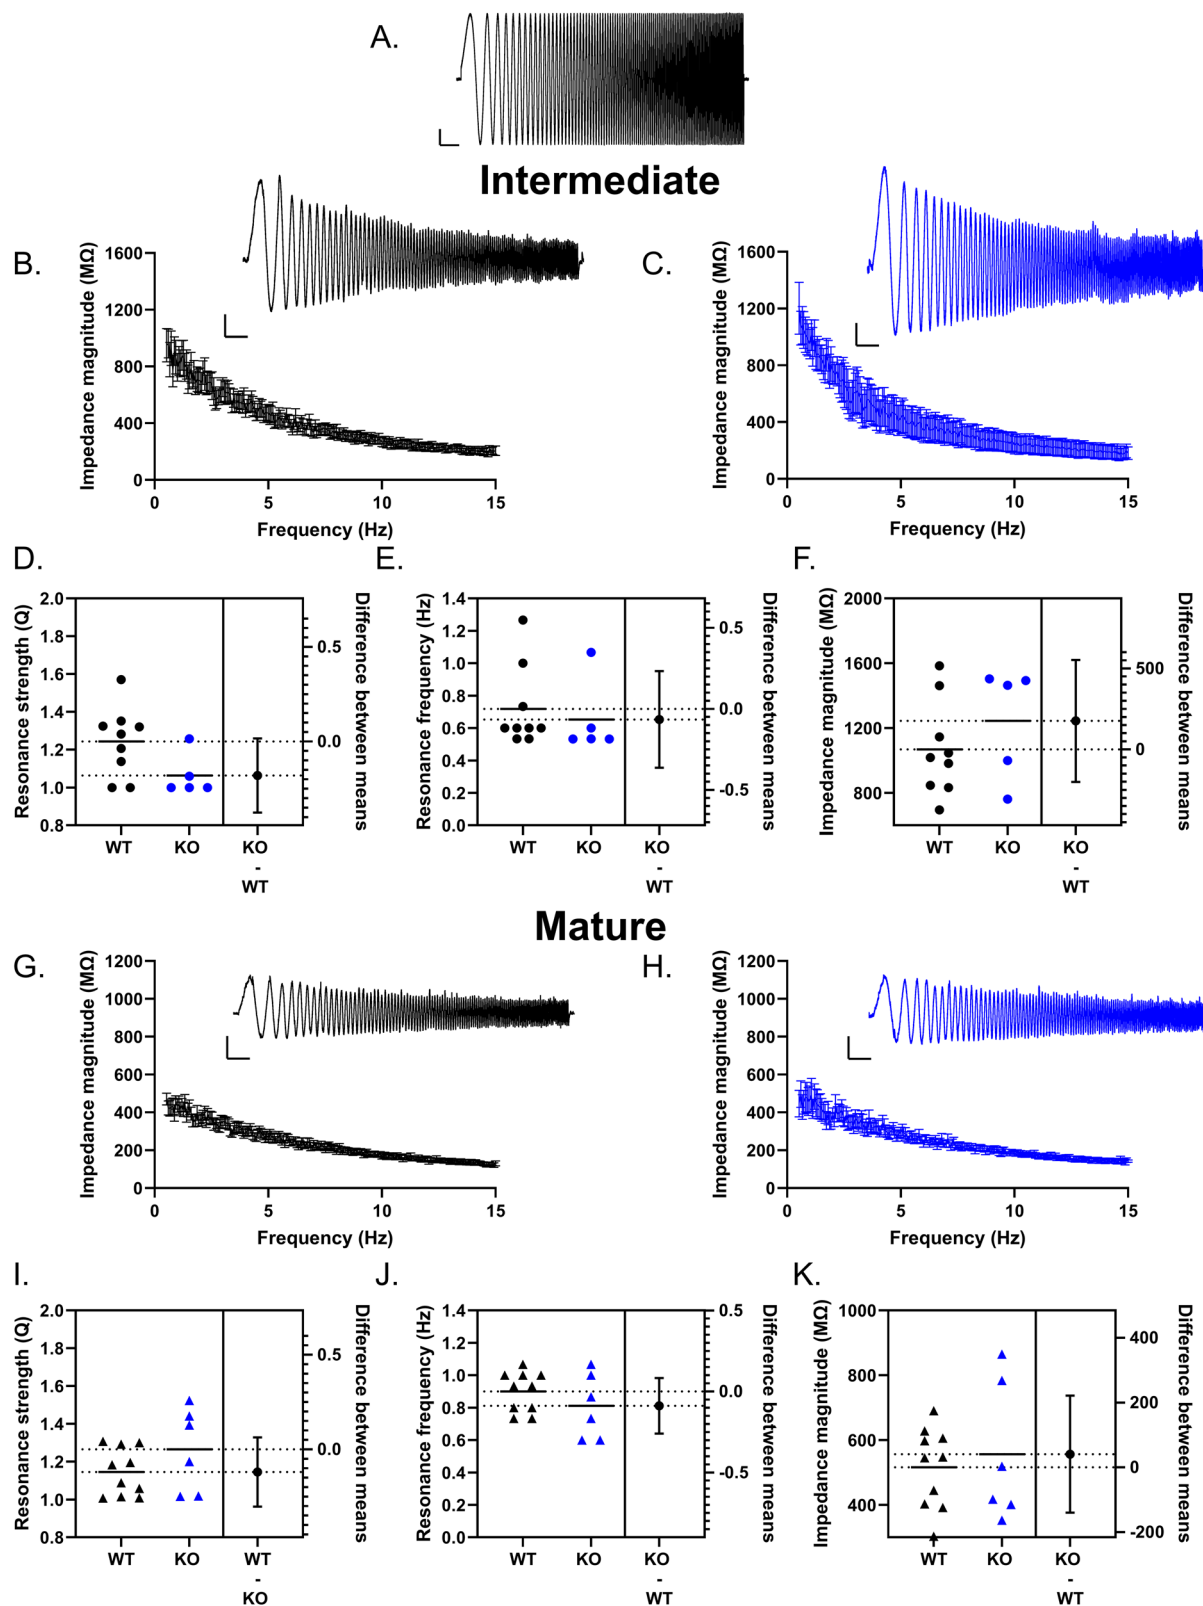 A.
Intermediate
B.
Impedance magnitude (MΩ)
1600
1200
800
400
0
0
5
10
15
Frequency (Hz)
C.
Impedance magnitude (MΩ)
1600
1200
800
400
0
0
5
10
15
Frequency (Hz)
D.
Resonance strength (Q)
2.0
1.8
1.6
1.4
1.2
1.0
0.8
WT
KO
KO
-
WT
0.5
0.0
Difference between means
E.
Resonance frequency (Hz)
1.4
1.2
1.0
0.8
0.6
0.4
0.2
0.0
WT
KO
KO
-
WT
0.5
0.0
-0.5
Difference between means
F.
Impedance magnitude (MΩ)
2000
1600
1200
800
WT
KO
KO
-
WT
500
0
Difference between means
Mature
G.
Impedance magnitude (MΩ)
1200
1000
800
600
400
200
0
0
5
10
15
Frequency (Hz)
H.
Impedance magnitude (MΩ)
1200
1000
800
600
400
200
0
0
5
10
15
Frequency (Hz)
I.
Resonance strength (Q)
2.0
1.8
1.6
1.4
1.2
1.0
0.8
WT
KO
WT
-
KO
0.5
0.0
Difference between means
J.
Resonance frequency (Hz)
1.4
1.2
1.0
0.8
0.6
0.4
0.2
0.0
WT
KO
KO
-
WT
0.5
0.0
-0.5
Difference between means
K.
Impedance magnitude (MΩ)
1000
800
600
400
WT
KO
KO
-
WT
400
200
0
-200
Difference between means